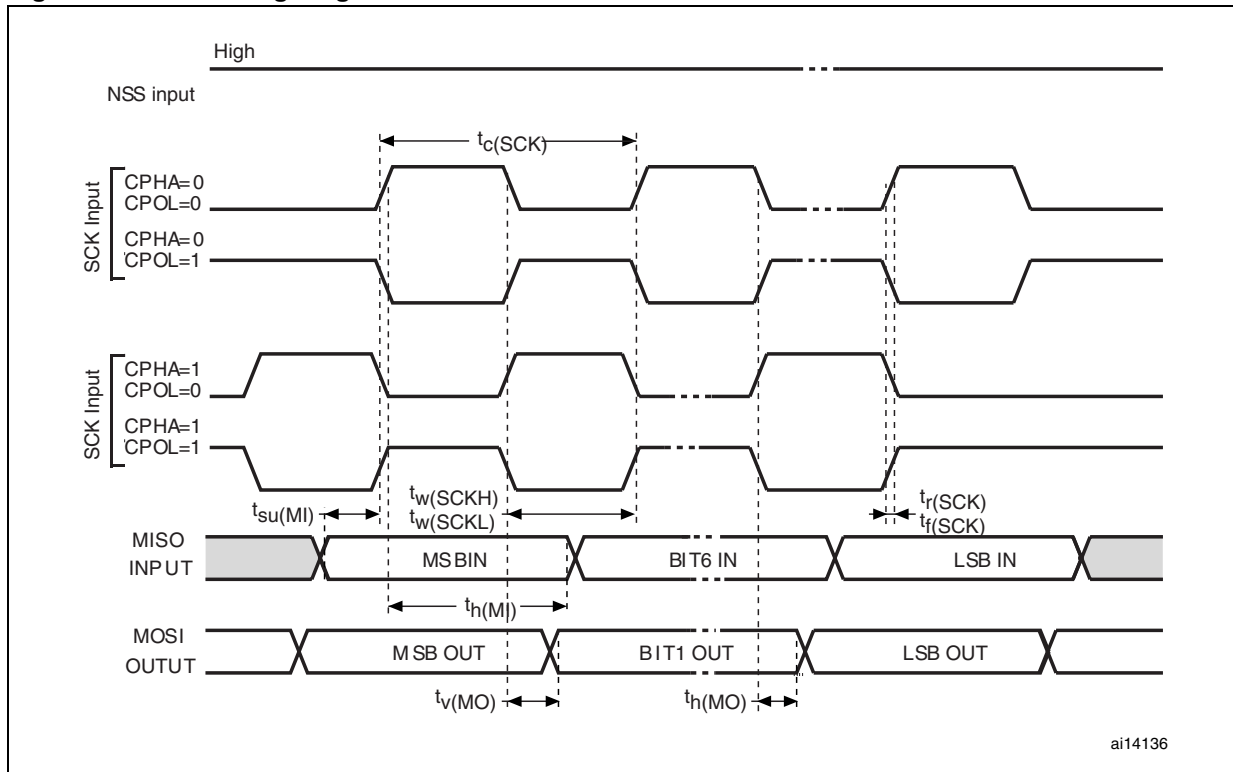 High
NSS input
tc(SCK)
SCK Input
CPHA=0
CPOL=0
CPHA=0
CPOL=1
SCK Input
CPHA=1
CPOL=0
CPHA=1
CPOL=1
tsu(MI)
tw(SCKH)
tw(SCKL)
tr(SCK)
tf(SCK)
MISO
INPUT
MSBIN
BIT6 IN
LSB IN
th(MI)
MOSI
OUTUT
MSB OUT
BIT1 OUT
LSB OUT
tv(MO)
th(MO)
ai14136